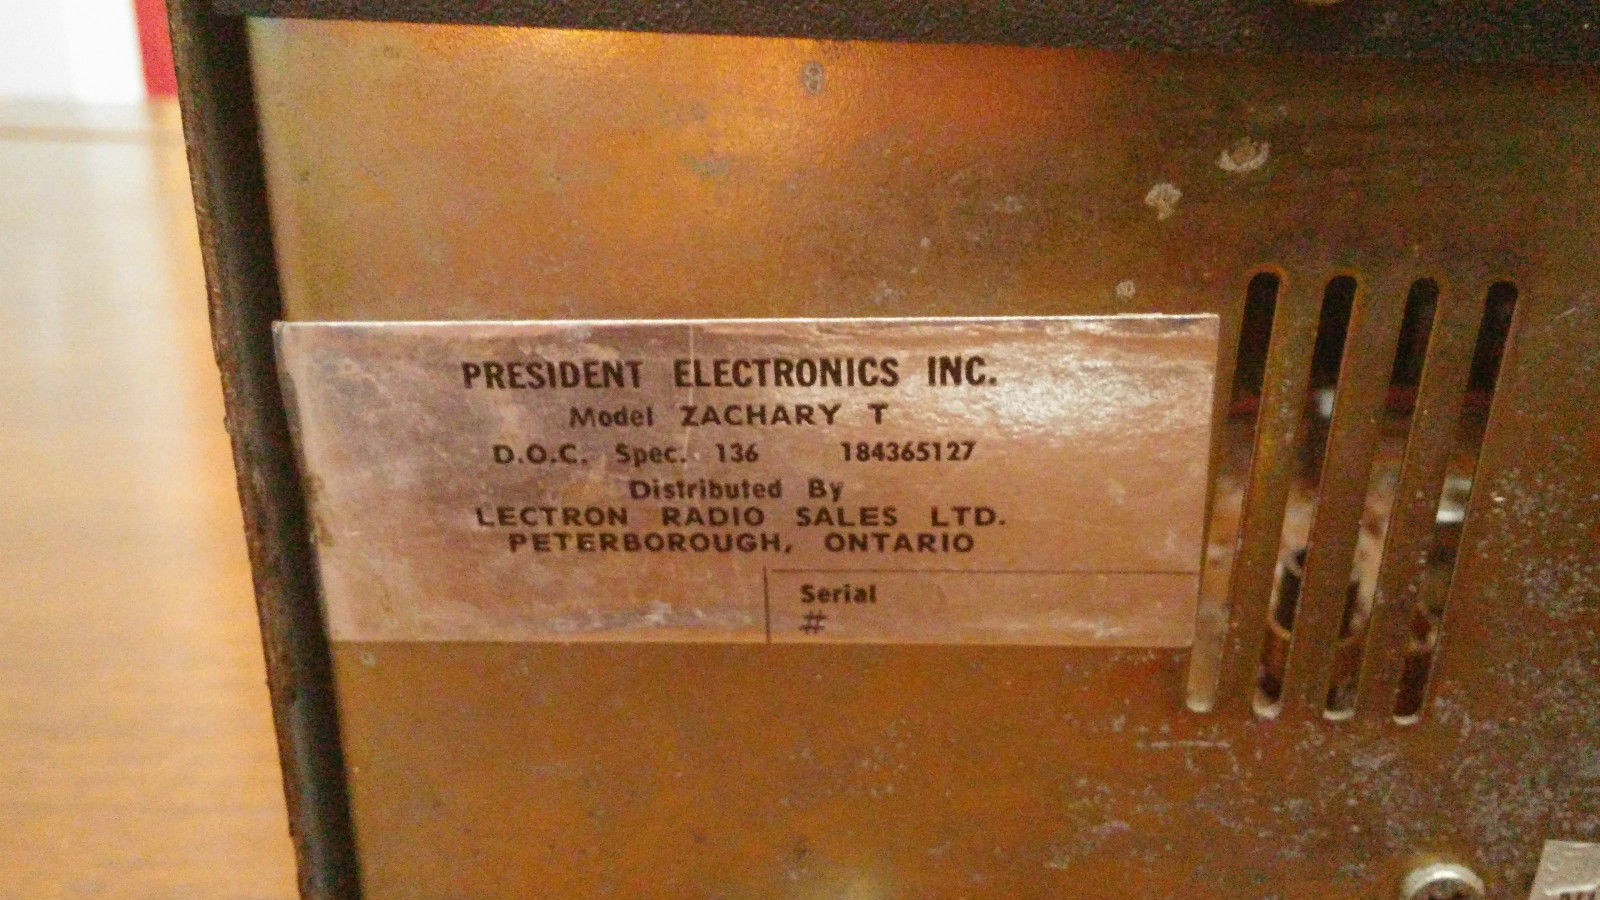 PRESIDENT ELECTRONICS INC.
Model ZACHARY T
D.O.C. Spec. 136 184365127
Distributed By
LECTRON RADIO SALES LTD.
PETERBOROUGH, ONTARIO
Serial
#